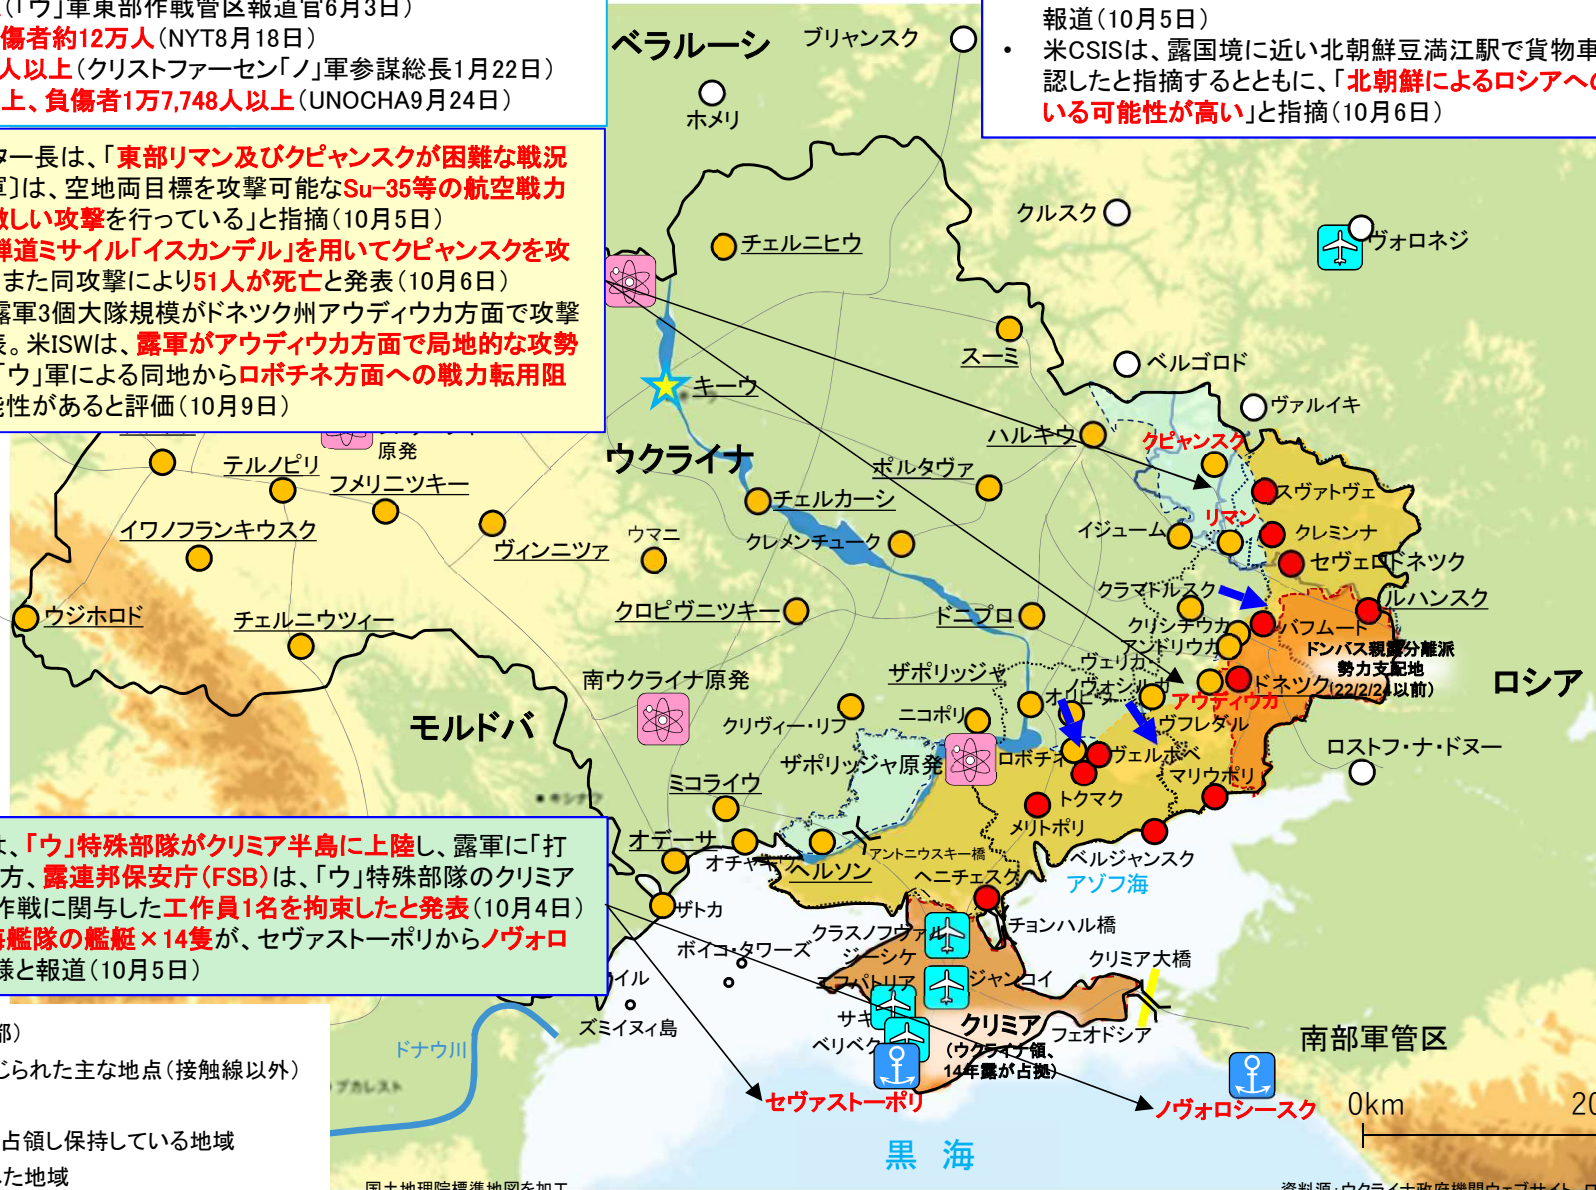 (「ウ」軍東部作戦管区報道官6月3日)
傷者約12万人(NYT8月18日)
人以上(クリストファーセン「ノ」軍参謀総長1月22日)
上、負傷者1万7,748人以上(UNOCHA9月24日)
報道(10月5日)
• 米CSISは、露国境に近い北朝鮮豆満江駅で貨物車
認したと指摘するとともに、「北朝鮮によるロシアへの
いる可能性が高い」と指摘(10月6日)
ター長は、「東部リマン及びクピャンスクが困難な戦況
軍〕は、空地両目標を攻撃可能なSu-35等の航空戦力
激しい攻撃を行っている」と指摘(10月5日)
弾道ミサイル「イスカンデル」を用いてクピャンスクを攻
また同攻撃により51人が死亡と発表(10月6日)
露軍3個大隊規模がドネツク州アウディウカ方面で攻撃
表。米ISWは、露軍がアウディウカ方面で局地的な攻勢
「ウ」軍による同地からロボチネ方面への戦力転用阻
能性があると評価(10月9日)
ベラルーシ
ブリャンスク
ホメリ
クルスク
ヴォロネジ
チェルニヒウ
スーミ
ベルゴロド
キーウ
ヴァルイキ
ハルキウ
クピャンスク
ウクライナ
原発
テルノピリ
フメリニツキー
ポルタヴァ
チェルカーシ
スヴァトヴェ
リマン
イジューム
クレミンナ
イワノフランキウスク
ヴィンニツァ
ウマニ
クレメンチューク
セヴェロドネツク
クラマトルスク
ルハンスク
ウジホロド
チェルニウツィー
クロピヴニツキー
ドニプロ
クリシチウカ
バフムート
アンドリウカ
ドンバス親露分離派
勢力支配地
(22/2/24以前)
ヴェリカ・
ノヴォシルカ
ザポリッジャ
南ウクライナ原発
ドネツク
アウディウカ
ロシア
オリヒウ
モルドバ
クリヴィー・リフ
ニコポリ
ヴフレダル
ロストフ・ナ・ドヌー
ザポリッジャ原発
ロボチネ
ヴェルボベ
マリウポリ
ミコライウ
キシナウ
トクマク
メリトポリ
オデーサ
オチャキウ
ヘルソン
アントニウスキー橋
ベルジャンスク
ヘニチェスク
アゾフ海
は、「ウ」特殊部隊がクリミア半島に上陸し、露軍に「打
方、露連邦保安庁(FSB)は、「ウ」特殊部隊のクリミア
作戦に関与した工作員1名を拘束したと発表(10月4日)
海艦隊の艦艇×14隻が、セヴァストーポリからノヴォロ
様と報道(10月5日)
ザトカ
クラスノフヴァル
ジーシケ
チョンハル橋
ボイコ・タワーズ
クリミア大橋
イル
エフパトリア
ジャンコイ
ズミイヌィ島
サキ
クリミア
フェオドシア
ベリベク
(ウクライナ領、
14年露が占拠)
南部軍管区
ドナウ川
ブカレスト
セヴァストーポリ
ノヴォロシースク
0km
20
黒 海
部)
じられた主な地点(接触線以外)
占領し保持している地域
た地域
国土地理院標準地図を加工